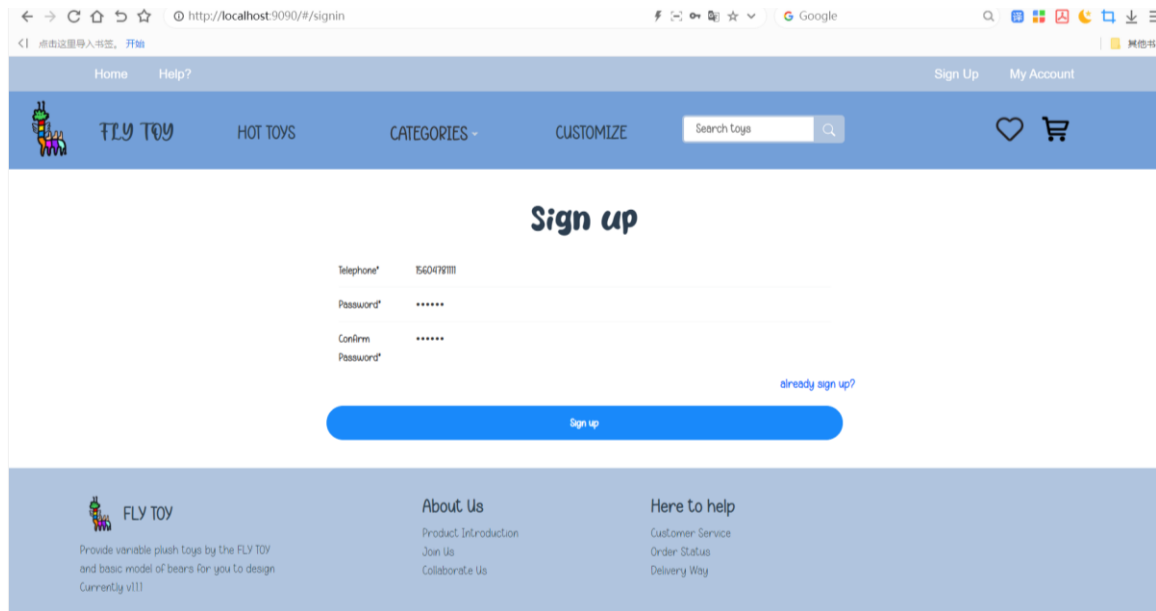 http://localhost:9090/#/signin
Google
点击这里导入书签。 开始
其他书
Home Help? Sign Up My Account
FLY TOY HOT TOYS CATEGORIES CUSTOMIZE Search toys
Sign up
Telephone* 15604781111
Password* ••••••
Confirm ••••••
Password*
already sign up?
Sign up
FLY TOY
Provide variable plush toys by the FLY TOY
and basic model of bears for you to design
Currently v1.1.1
About Us
Product Introduction
Join Us
Collaborate Us
Here to help
Customer Service
Order Status
Delivery Way